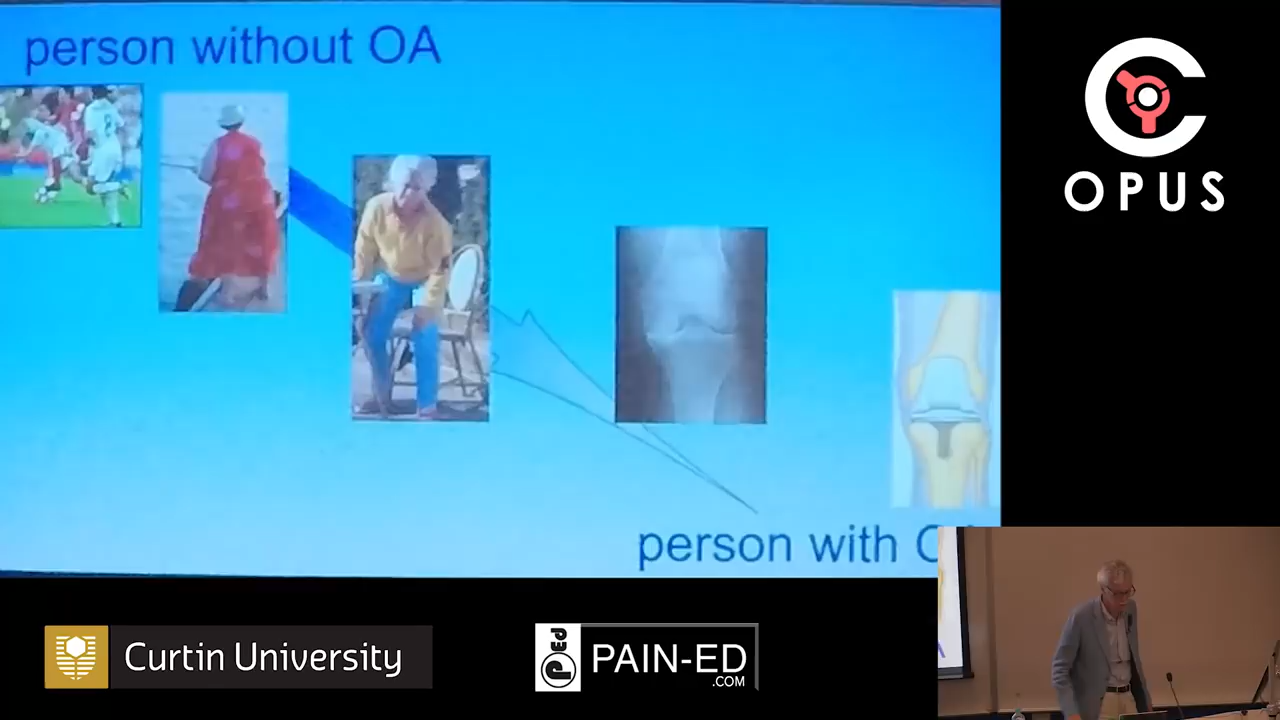 person without OA
OPUS
person with
Curtin University
PAIN-ED
.COM